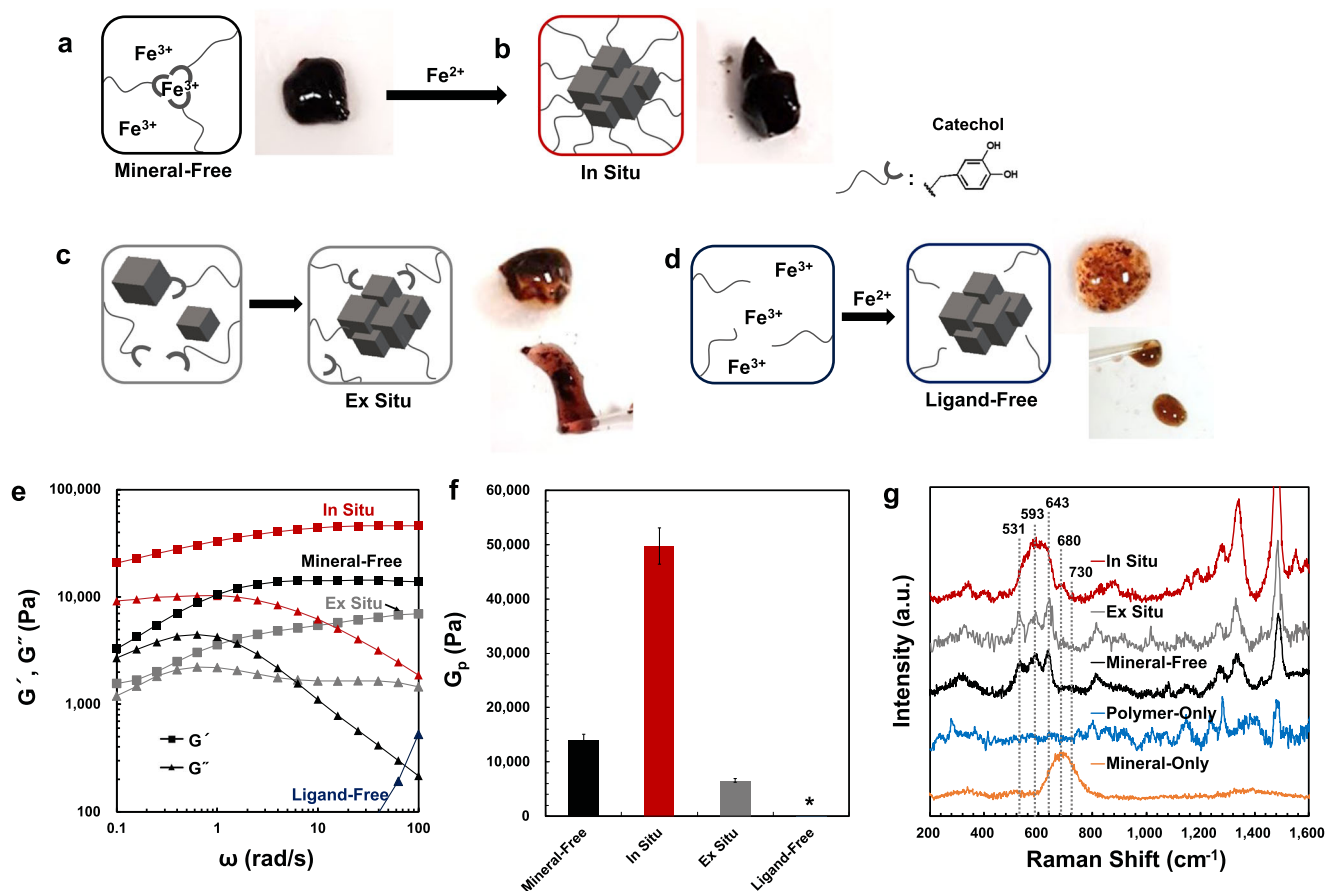 a
Fe³⁺
Fe³⁺
Fe³⁺
Mineral-Free
Fe²⁺
b
In Situ
Catechol
:
OH
OH
c
Ex Situ
d
Fe³⁺
Fe³⁺
Fe³⁺
Fe²⁺
Ligand-Free
e
100,000
10,000
1,000
100
G´, G˝ (Pa)
In Situ
Mineral-Free
Ex Situ
Ligand-Free
G´
G˝
0.1
1
10
100
ω (rad/s)
f
60,000
50,000
40,000
30,000
20,000
10,000
0
Gₚ
(Pa)
*
Mineral-Free
In Situ
Ex Situ
Ligand-Free
g
Intensity (a.u.)
531
593
643
680
730
In Situ
Ex Situ
Mineral-Free
Polymer-Only
Mineral-Only
200
400
600
800
1,000
1,200
1,400
1,600
Raman Shift (cm⁻¹)